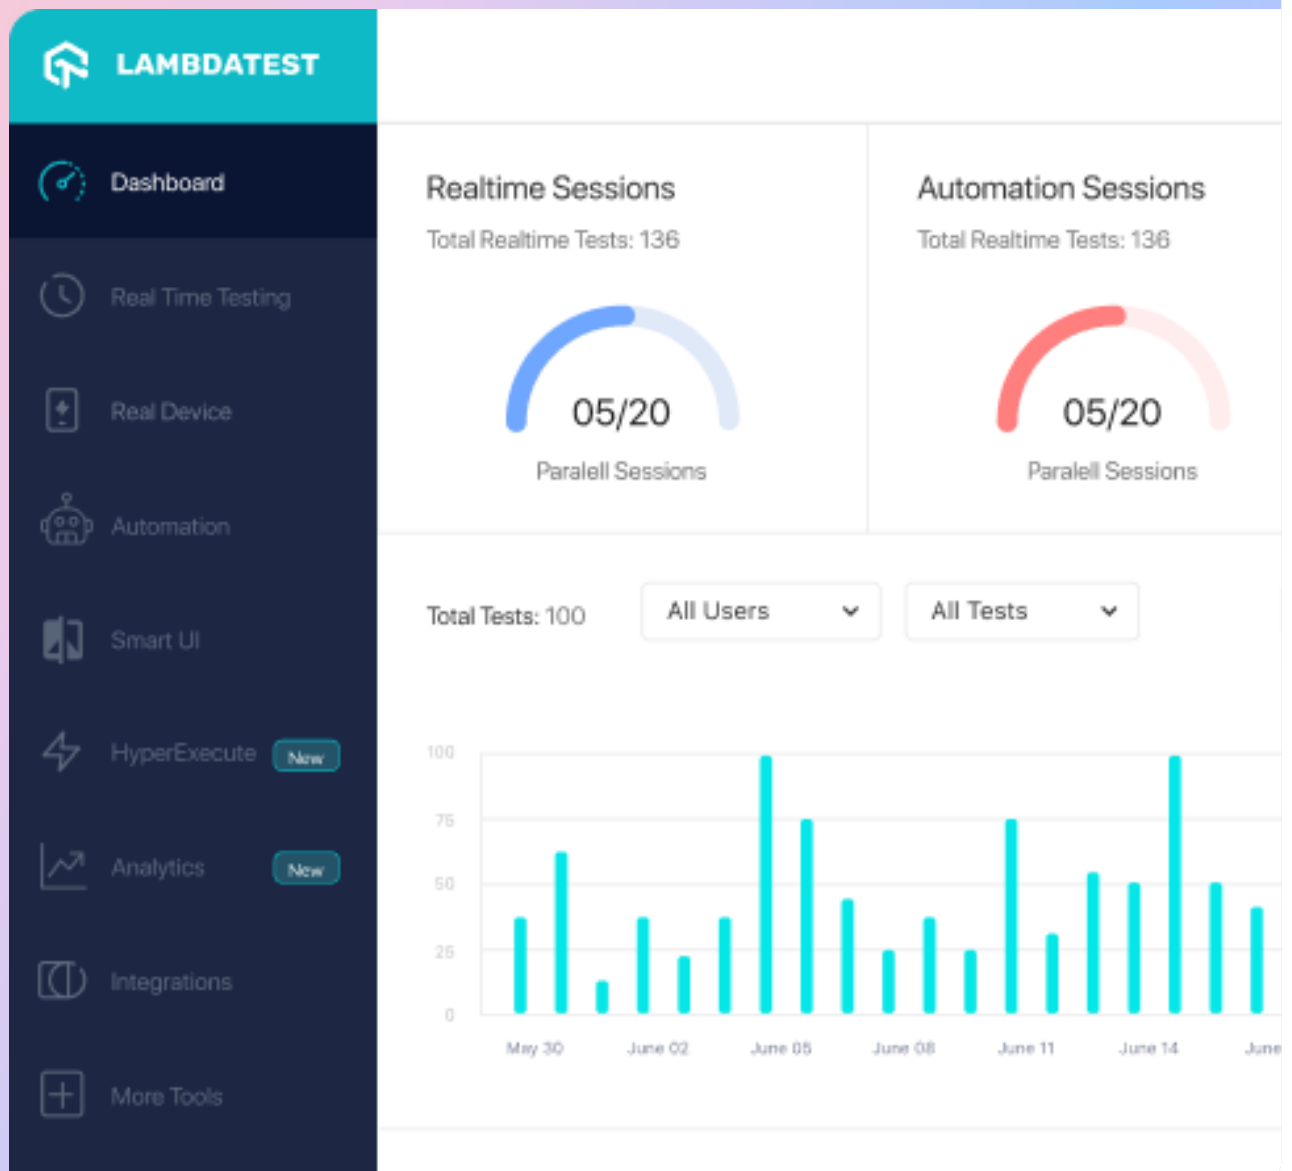 LAMBDATEST
Dashboard
Real Time Testing
Real Device
Automation
Smart UI
HyperExecute New
Analytics New
Integrations
More Tools
Realtime Sessions
Total Realtime Tests: 136
05/20
Paralell Sessions
Automation Sessions
Total Realtime Tests: 136
05/20
Paralell Sessions
Total Tests: 100
All Users
All Tests
100
75
50
25
0
May 30
June 02
June 05
June 08
June 11
June 14
June